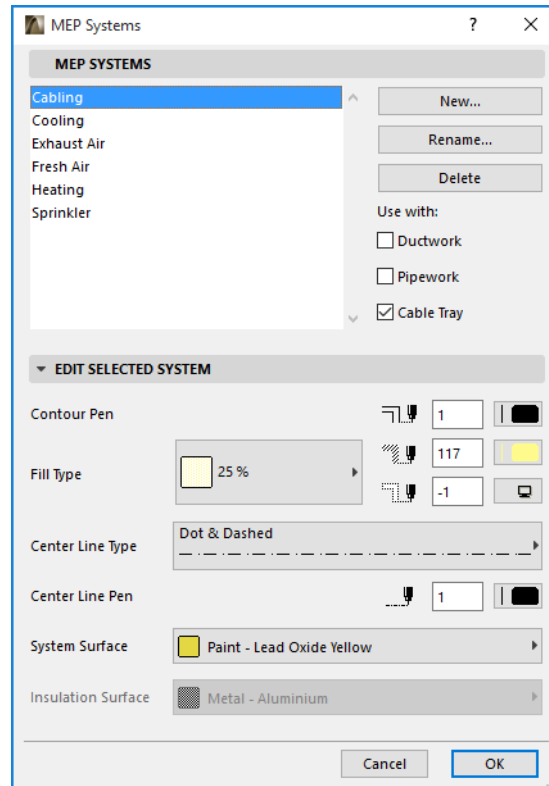 MEP Systems ?
MEP SYSTEMS
Cabling
Cooling
Exhaust Air
Fresh Air
Heating
Sprinkler
New...
Rename...
Delete
Use with:
Ductwork
Pipework
Cable Tray
EDIT SELECTED SYSTEM
Contour Pen
1
Fill Type
25 %
117
-1
Center Line Type
Dot & Dashed
Center Line Pen
1
System Surface
Paint - Lead Oxide Yellow
Insulation Surface
Metal - Aluminium
Cancel
OK